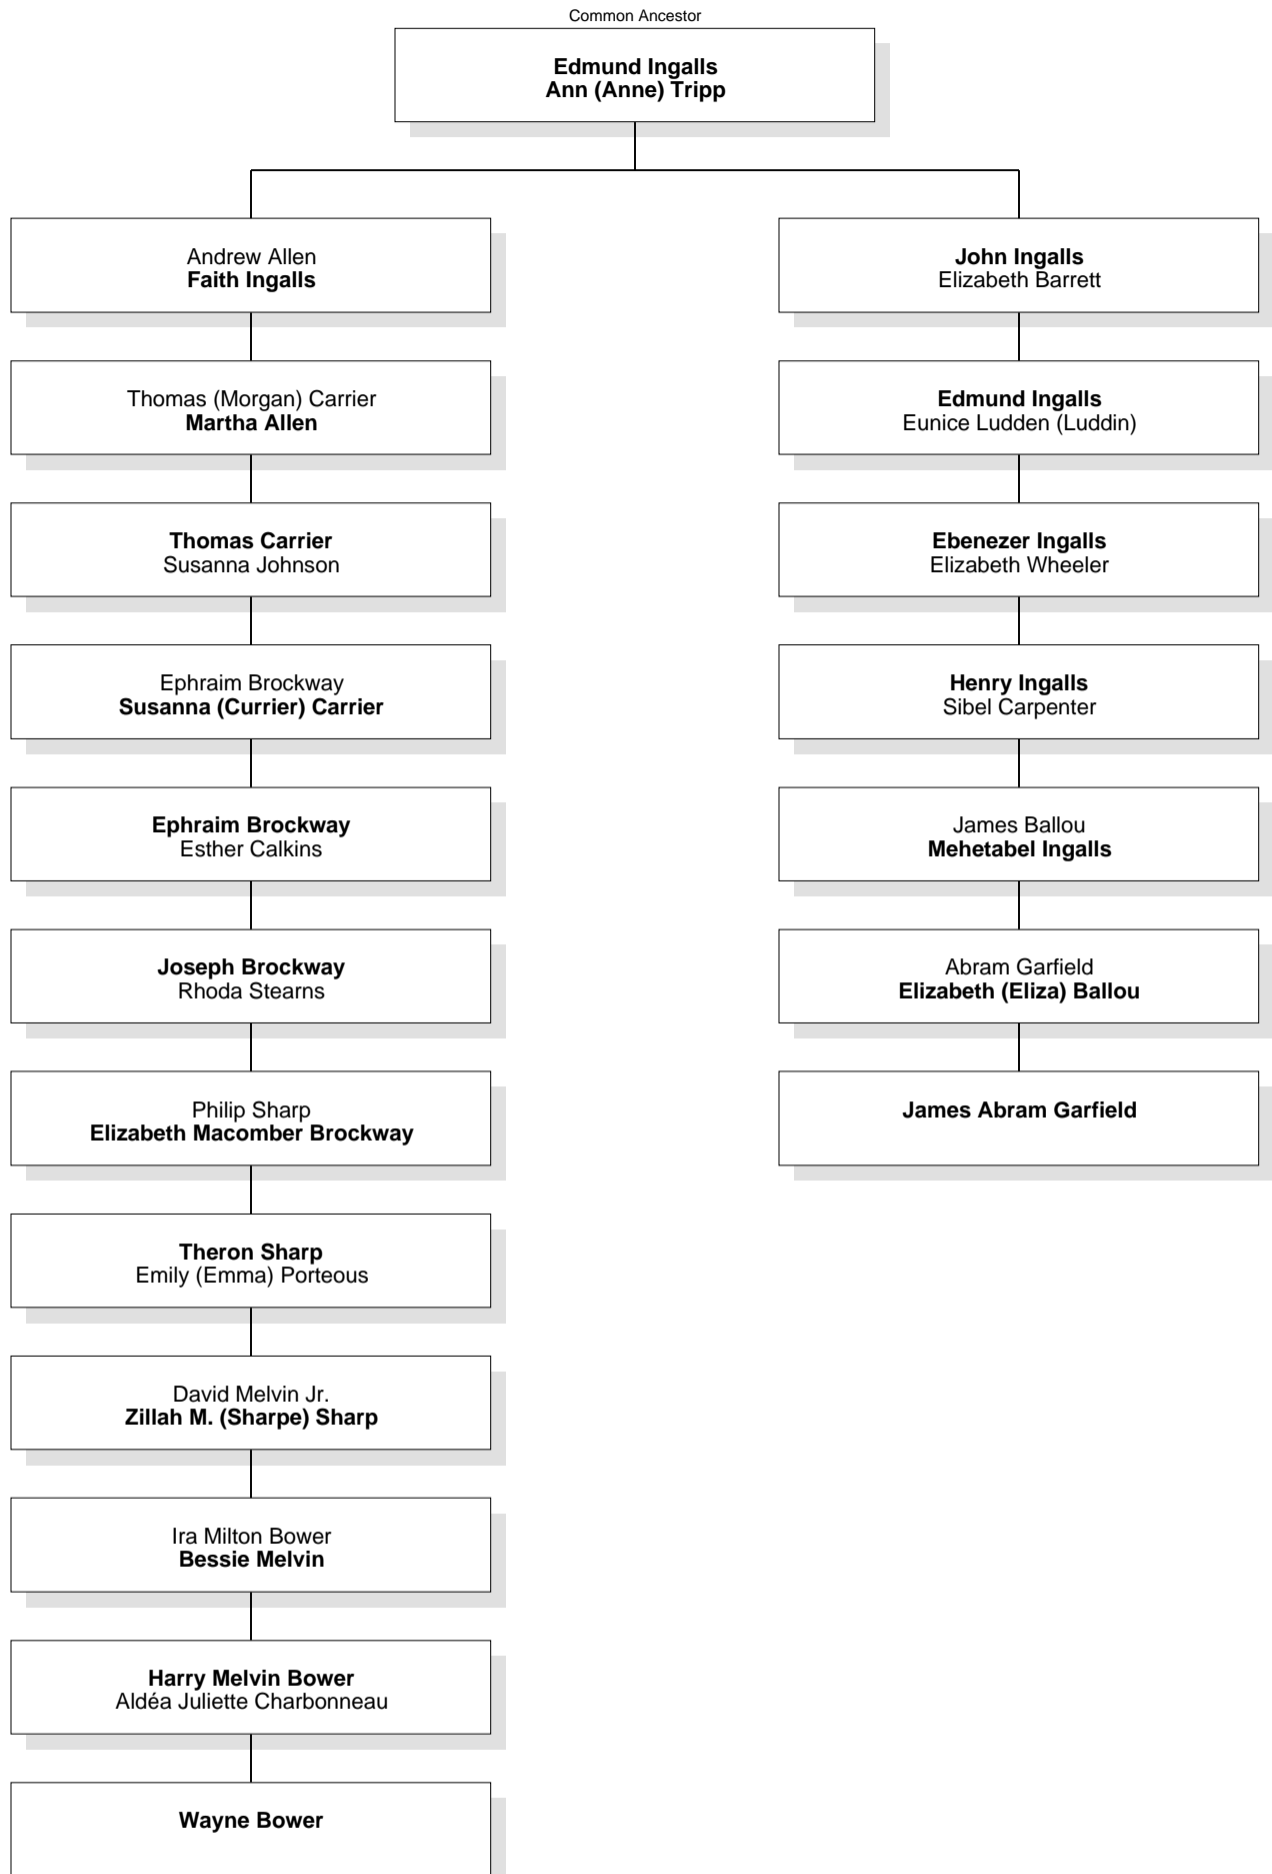 Common Ancestor
Edmund Ingalls
Ann (Anne) Tripp
Andrew Allen
Faith Ingalls
John Ingalls
Elizabeth Barrett
Thomas (Morgan) Carrier
Martha Allen
Edmund Ingalls
Eunice Ludden (Luddin)
Thomas Carrier
Susanna Johnson
Ebenezer Ingalls
Elizabeth Wheeler
Ephraim Brockway
Susanna (Currier) Carrier
Henry Ingalls
Sibel Carpenter
Ephraim Brockway
Esther Calkins
James Ballou
Mehetabel Ingalls
Joseph Brockway
Rhoda Stearns
Abram Garfield
Elizabeth (Eliza) Ballou
Philip Sharp
Elizabeth Macomber Brockway
James Abram Garfield
Theron Sharp
Emily (Emma) Porteous
David Melvin Jr.
Zillah M. (Sharpe) Sharp
Ira Milton Bower
Bessie Melvin
Harry Melvin Bower
Aldéa Juliette Charbonneau
Wayne Bower